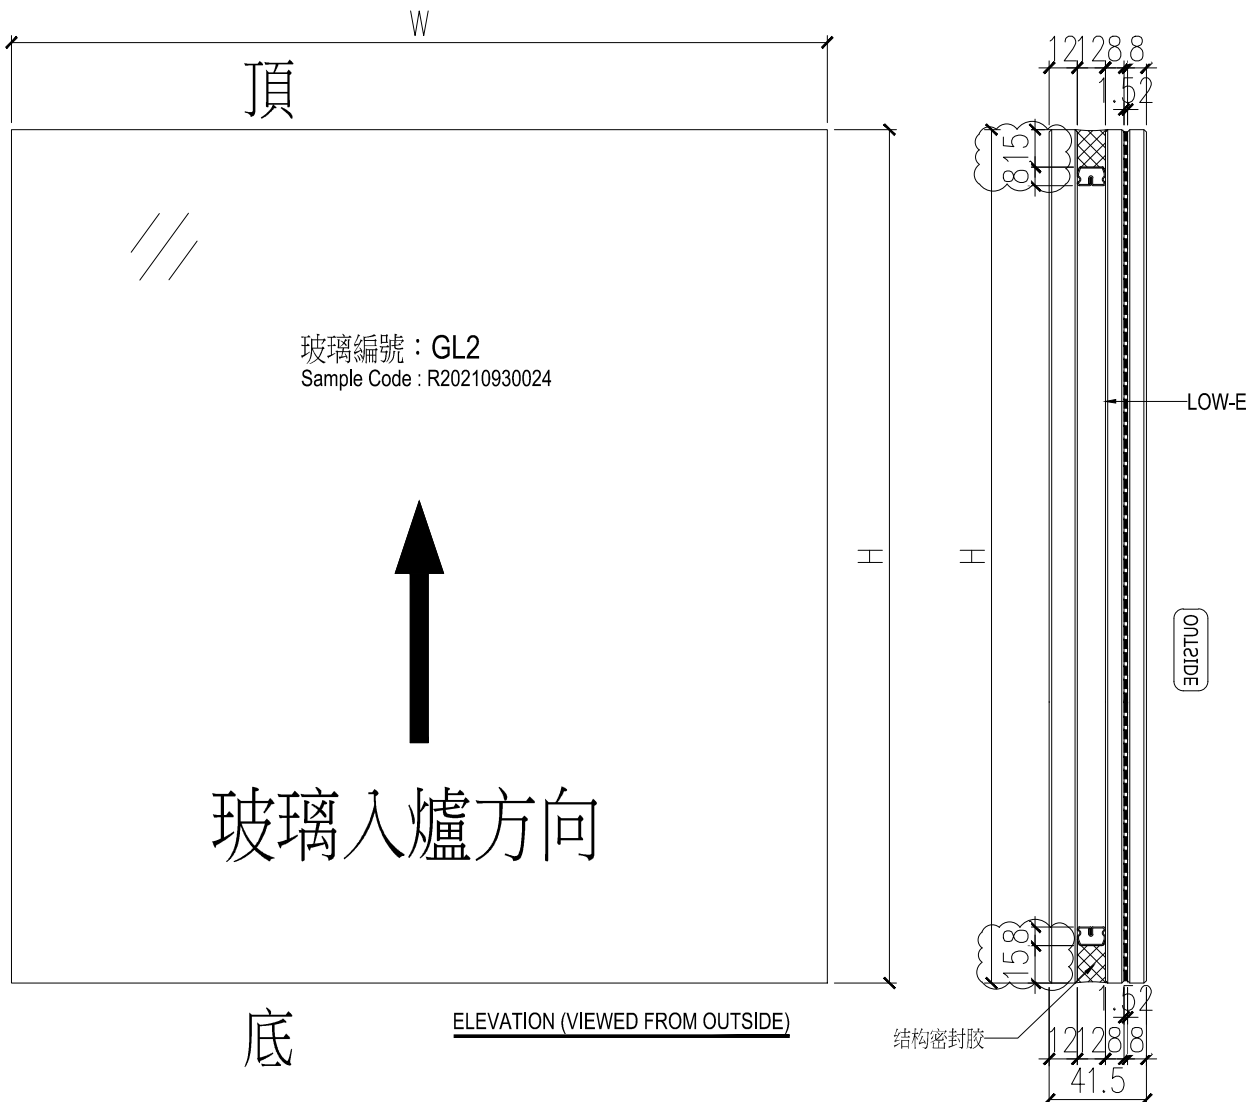 W
頂
玻璃編號：GL2
Sample Code : R20210930024
玻璃入爐方向
底
ELEVATION (VIEWED FROM OUTSIDE)
H
H
12 12 8 8
1.52
8 15
LOW-E
OUTSIDE
15 8
1.52
结构密封胶
12 12 8 8
41.5